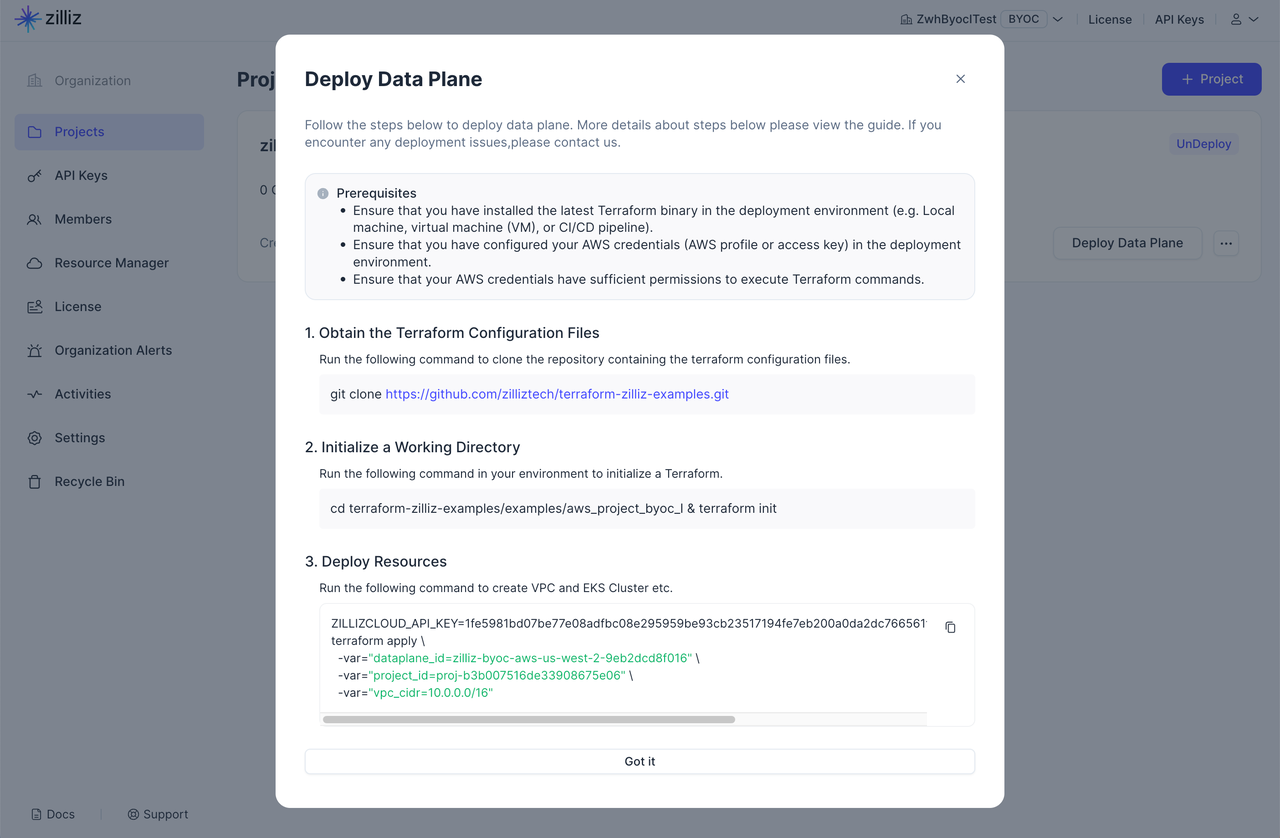 zilliz
ZwhByocITest BYOC License API Keys
Organization
Projects
API Keys
Members
Resource Manager
License
Organization Alerts
Activities
Settings
Recycle Bin
Docs
Support
Project
UnDeploy
Deploy Data Plane
Deploy Data Plane
Follow the steps below to deploy data plane. More details about steps below please view the guide. If you
encounter any deployment issues,please contact us.
Prerequisites
• Ensure that you have installed the latest Terraform binary in the deployment environment (e.g. Local
machine, virtual machine (VM), or CI/CD pipeline).
• Ensure that you have configured your AWS credentials (AWS profile or access key) in the deployment
environment.
• Ensure that your AWS credentials have sufficient permissions to execute Terraform commands.
1. Obtain the Terraform Configuration Files
Run the following command to clone the repository containing the terraform configuration files.
git clone https://github.com/zilliztech/terraform-zilliz-examples.git
2. Initialize a Working Directory
Run the following command in your environment to initialize a Terraform.
cd terraform-zilliz-examples/examples/aws_project_byoc_I & terraform init
3. Deploy Resources
Run the following command to create VPC and EKS Cluster etc.
ZILLIZCLOUD_API_KEY=1fe5981bd07be77e08adfbc08e295959be93cb23517194fe7eb200a0da2dc766561
terraform apply \
-var="dataplane_id=zilliz-byoc-aws-us-west-2-9eb2dcd8f016" \
-var="project_id=proj-b3b007516de33908675e06" \
-var="vpc_cidr=10.0.0.0/16"
Got it